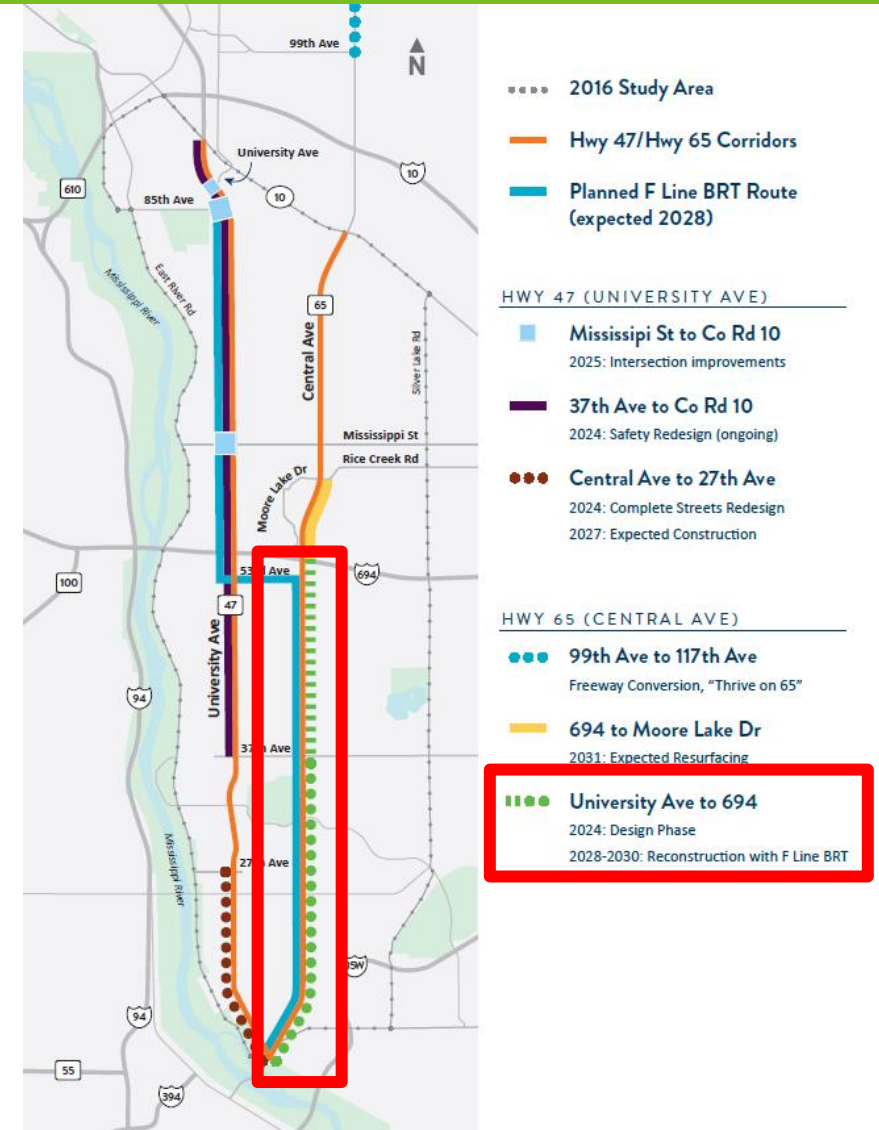 99th Ave
N
University Ave
10
610
10
85th Ave
Mississippi River
East River Rd
65
Central Ave
Silver Lake Rd
Mississippi St
Rice Creek Rd
Moore Lake Dr
53rd Ave
694
100
47
University Ave
94
37th Ave
27th Ave
Mississippi River
35W
94
55
394
2016 Study Area
Hwy 47/Hwy 65 Corridors
Planned F Line BRT Route
(expected 2028)
HWY 47 (UNIVERSITY AVE)
Mississipi St to Co Rd 10
2025: Intersection improvements
37th Ave to Co Rd 10
2024: Safety Redesign (ongoing)
Central Ave to 27th Ave
2024: Complete Streets Redesign
2027: Expected Construction
HWY 65 (CENTRAL AVE)
99th Ave to 117th Ave
Freeway Conversion, “Thrive on 65”
694 to Moore Lake Dr
2031: Expected Resurfacing
University Ave to 694
2024: Design Phase
2028-2030: Reconstruction with F Line BRT